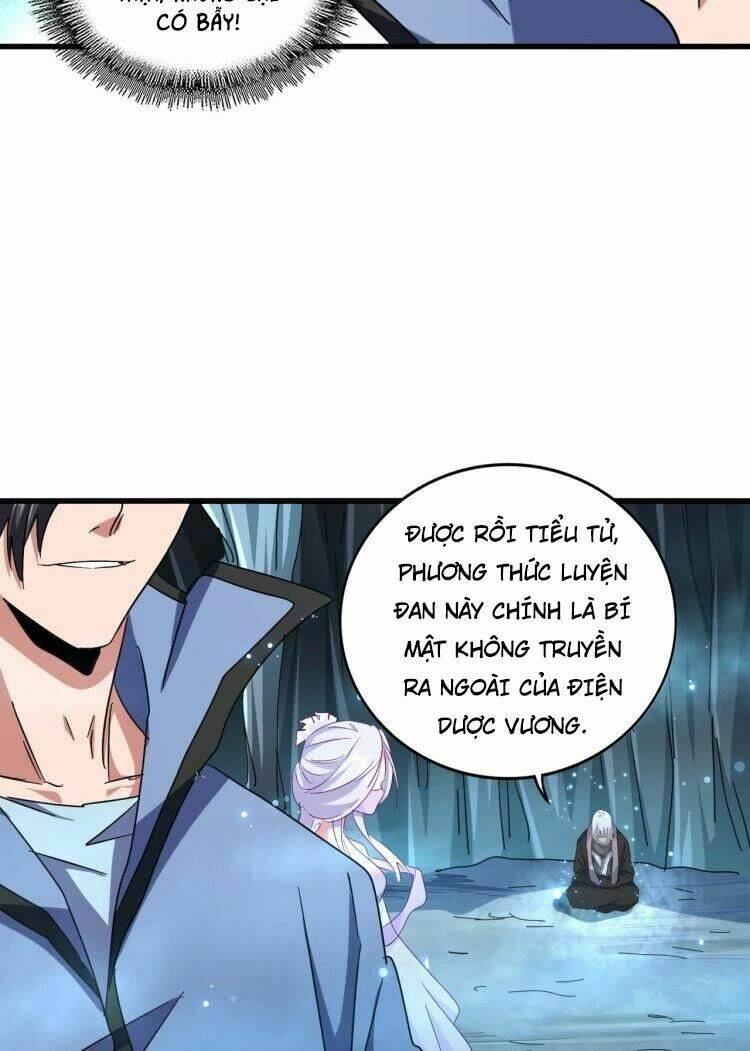 CÓ BẪY!
ĐƯỢC RỒI TIỂU TỬ,
PHƯƠNG THỨC LUYỆN
ĐAN NÀY CHÍNH LÀ BÍ
MẬT KHÔNG TRUYỀN
RA NGOÀI CỦA ĐIỆN
DƯỢC VƯƠNG.